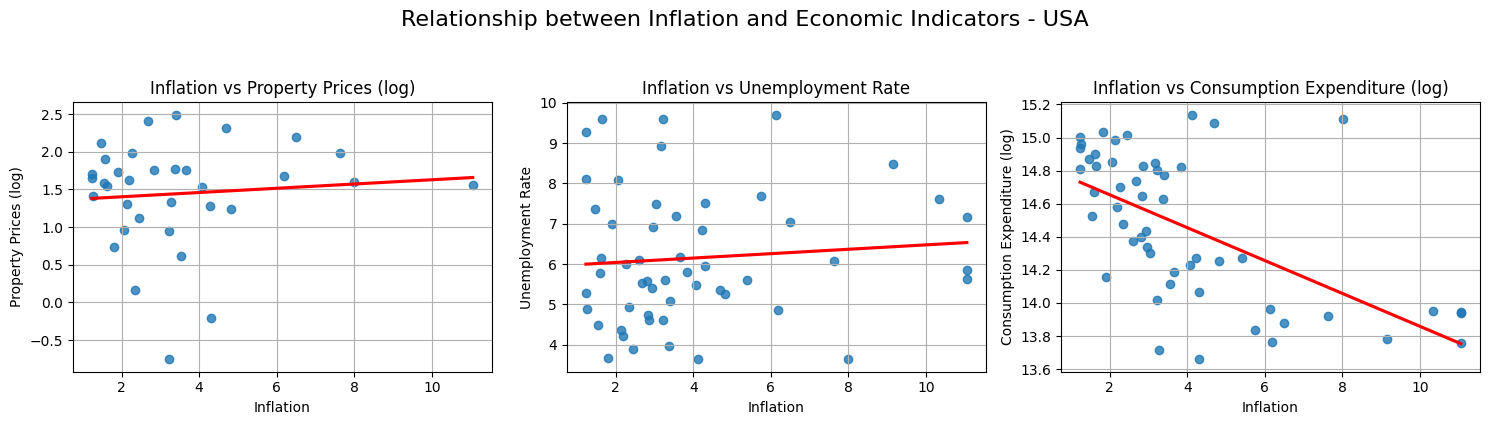 Relationship between Inflation and Economic Indicators - USA
Inflation vs Property Prices (log)
Property Prices (log)
2.5
2.0
1.5
1.0
0.5
0.0
−0.5
2 4 6 8 10
Inflation
Inflation vs Unemployment Rate
Unemployment Rate
10
9
8
7
6
5
4
2 4 6 8 10
Inflation
Inflation vs Consumption Expenditure (log)
Consumption Expenditure (log)
15.2
15.0
14.8
14.6
14.4
14.2
14.0
13.8
13.6
2 4 6 8 10
Inflation